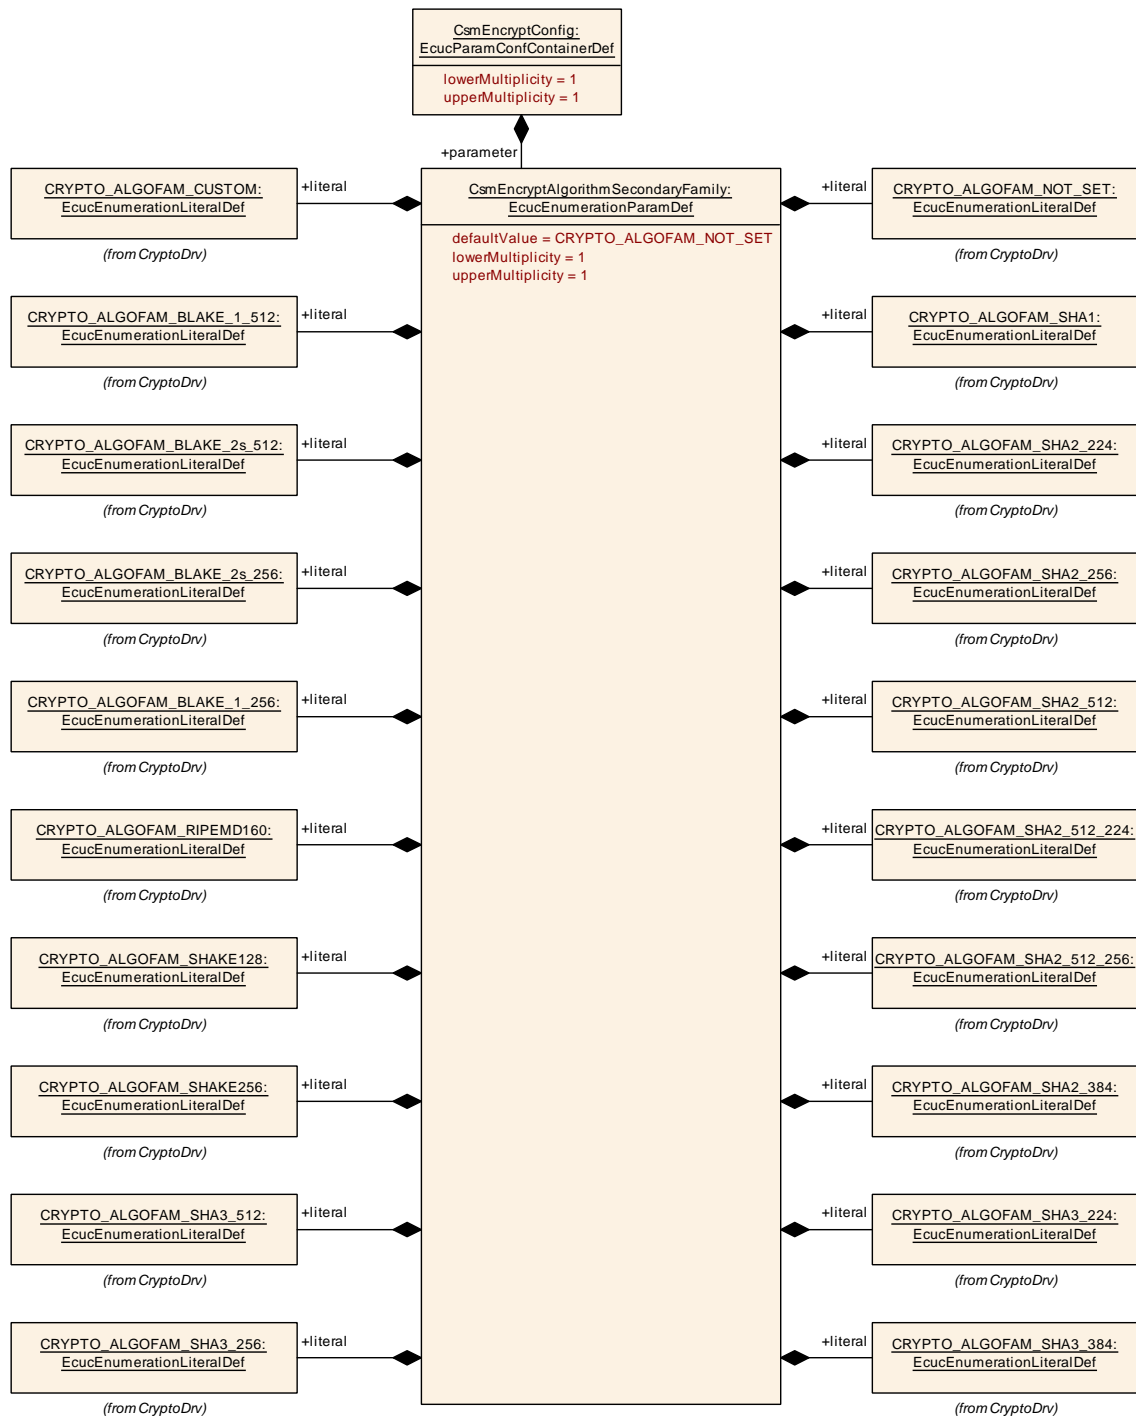 CsmEncryptConfig:
EcucParamConfContainerDef
lowerMultiplicity = 1
upperMultiplicity = 1
+parameter
CsmEncryptAlgorithmSecondaryFamily:
EcucEnumerationParamDef
defaultValue = CRYPTO_ALGOFAM_NOT_SET
lowerMultiplicity = 1
upperMultiplicity = 1
CRYPTO_ALGOFAM_CUSTOM:
EcucEnumerationLiteralDef
(from CryptoDrv)
+literal
CRYPTO_ALGOFAM_BLAKE_1_512:
EcucEnumerationLiteralDef
(from CryptoDrv)
+literal
CRYPTO_ALGOFAM_BLAKE_2s_512:
EcucEnumerationLiteralDef
(from CryptoDrv)
+literal
CRYPTO_ALGOFAM_BLAKE_2s_256:
EcucEnumerationLiteralDef
(from CryptoDrv)
+literal
CRYPTO_ALGOFAM_BLAKE_1_256:
EcucEnumerationLiteralDef
(from CryptoDrv)
+literal
CRYPTO_ALGOFAM_RIPEMD160:
EcucEnumerationLiteralDef
(from CryptoDrv)
+literal
CRYPTO_ALGOFAM_SHAKE128:
EcucEnumerationLiteralDef
(from CryptoDrv)
+literal
CRYPTO_ALGOFAM_SHAKE256:
EcucEnumerationLiteralDef
(from CryptoDrv)
+literal
CRYPTO_ALGOFAM_SHA3_512:
EcucEnumerationLiteralDef
(from CryptoDrv)
+literal
CRYPTO_ALGOFAM_SHA3_256:
EcucEnumerationLiteralDef
(from CryptoDrv)
+literal
+literal
CRYPTO_ALGOFAM_NOT_SET:
EcucEnumerationLiteralDef
(from CryptoDrv)
+literal
CRYPTO_ALGOFAM_SHA1:
EcucEnumerationLiteralDef
(from CryptoDrv)
+literal
CRYPTO_ALGOFAM_SHA2_224:
EcucEnumerationLiteralDef
(from CryptoDrv)
+literal
CRYPTO_ALGOFAM_SHA2_256:
EcucEnumerationLiteralDef
(from CryptoDrv)
+literal
CRYPTO_ALGOFAM_SHA2_512:
EcucEnumerationLiteralDef
(from CryptoDrv)
+literal
CRYPTO_ALGOFAM_SHA2_512_224:
EcucEnumerationLiteralDef
(from CryptoDrv)
+literal
CRYPTO_ALGOFAM_SHA2_512_256:
EcucEnumerationLiteralDef
(from CryptoDrv)
+literal
CRYPTO_ALGOFAM_SHA2_384:
EcucEnumerationLiteralDef
(from CryptoDrv)
+literal
CRYPTO_ALGOFAM_SHA3_224:
EcucEnumerationLiteralDef
(from CryptoDrv)
+literal
CRYPTO_ALGOFAM_SHA3_384:
EcucEnumerationLiteralDef
(from CryptoDrv)